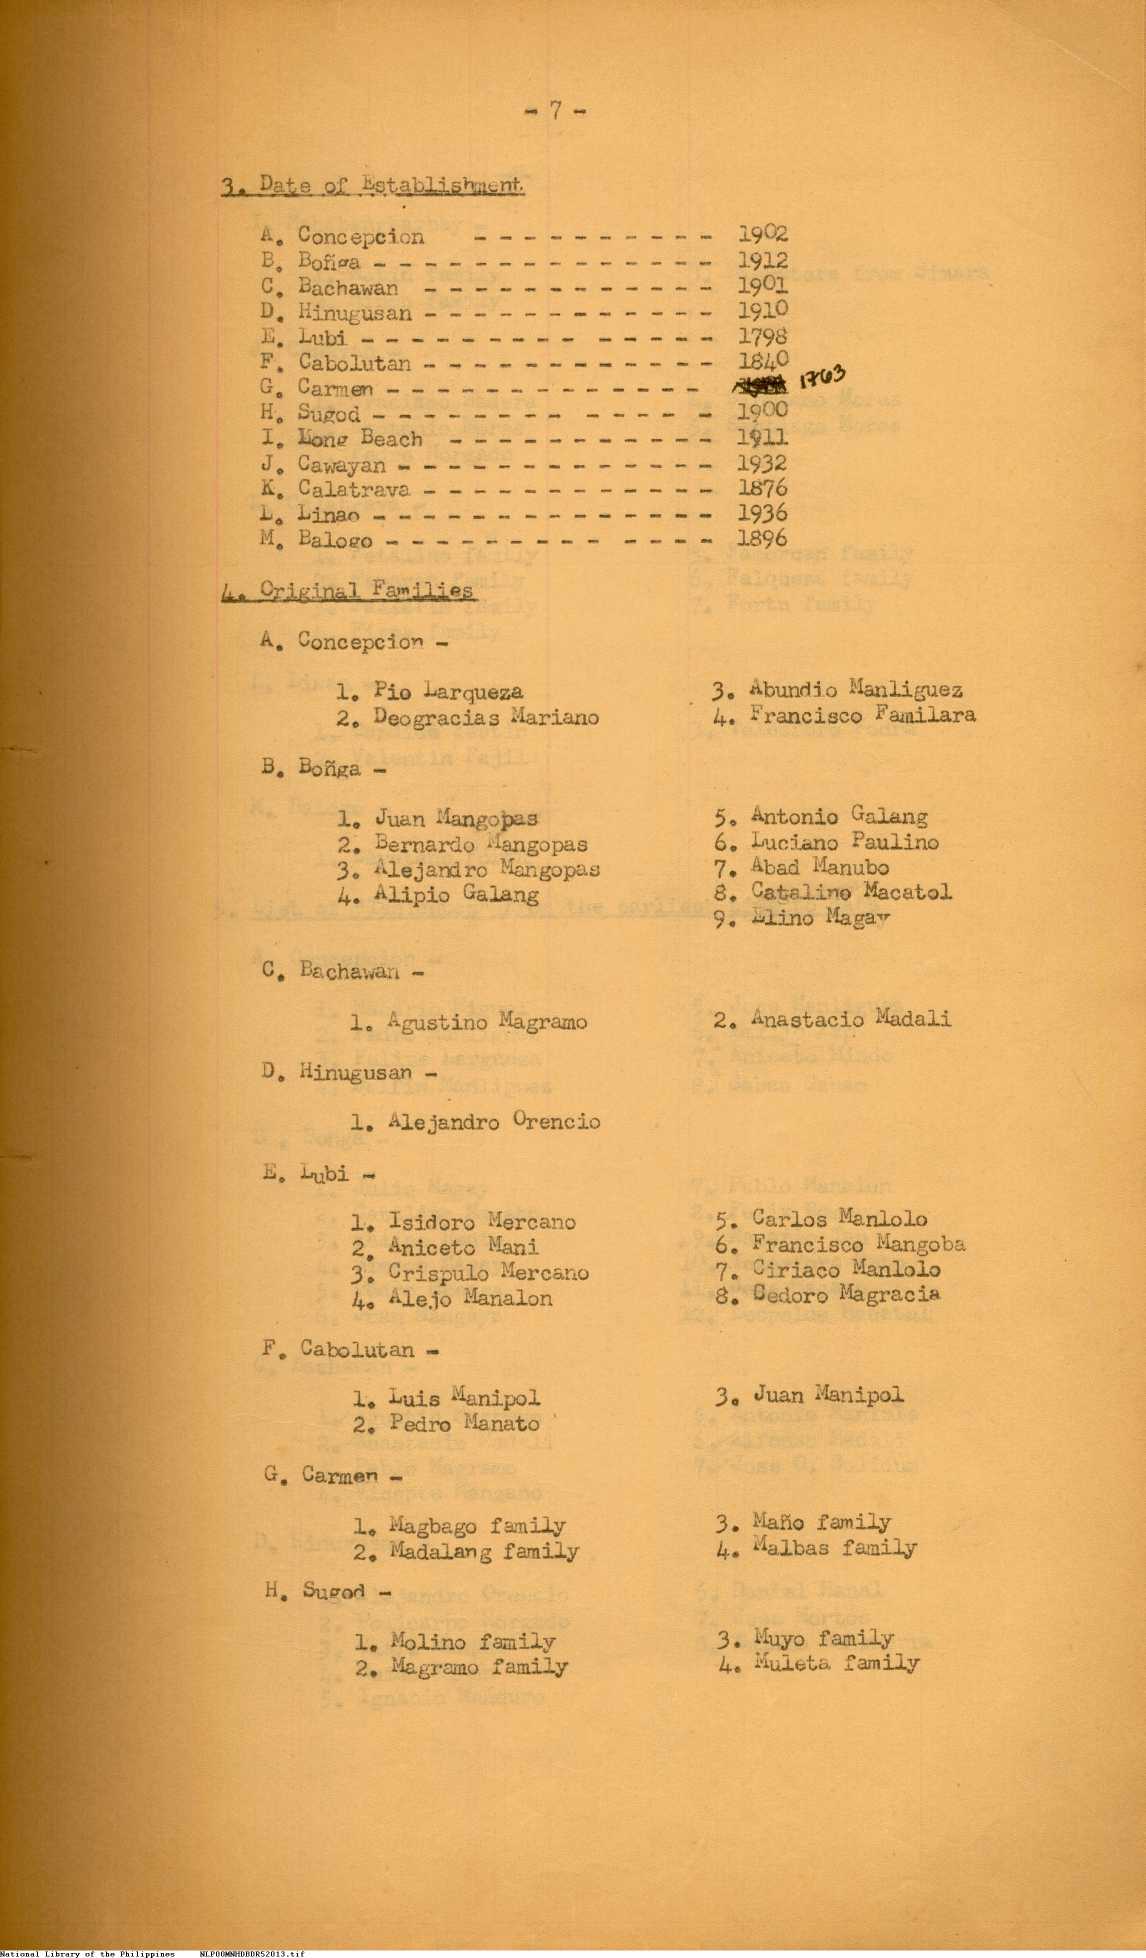 - 7 -
3. Date of Establishment.
A. Concepcion - - - - - - - - - - 1902
B. Boñga - - - - - - - - - - - - - - 1912
C. Bachawan - - - - - - - - - - - - 1901
D. Hinugusan - - - - - - - - - - - - 1910
E. Lubi - - - - - - - - - - - - - - 1798
F. Cabolutan - - - - - - - - - - - - 1840
G. Carmen - - - - - - - - - - - - - 1763
H. Sugod - - - - - - - - - - - - - 1900
I. Long Beach - - - - - - - - - - - 1911
J. Cawayan - - - - - - - - - - - - - 1932
K. Calatrava - - - - - - - - - - - - 1876
L. Linao - - - - - - - - - - - - - - 1936
M. Balogo - - - - - - - - - - - - - 1896
4. Original Families
A. Concepcion -
1. Pio Larqueza 3. Abundio Manliguez
2. Deogracias Mariano 4. Francisco Familara
B. Boñga -
1. Juan Mangopas 5. Antonio Galang
2. Bernardo Mangopas 6. Luciano Paulino
3. Alejandro Mangopas 7. Abad Manubo
4. Alipio Galang 8. Catalino Macatol
9. Elino Magay
C. Bachawan -
1. Agustino Magramo 2. Anastacio Madali
D. Hinugusan -
1. Alejandro Orencio
E. Lubi -
1. Isidoro Mercano 5. Carlos Manlolo
2. Aniceto Mani 6. Francisco Mangoba
3. Crispulo Mercano 7. Ciriaco Manlolo
4. Alejo Manalon 8. Cedoro Magracia
F. Cabolutan -
1. Luis Manipol 3. Juan Manipol
2. Pedro Manato
G. Carmen -
1. Magbago family 3. Maño family
2. Madalang family 4. Malbas family
H. Sugod -
1. Molino family 3. Muyo family
2. Magramo family 4. Muleta family
National Library of the Philippines NLPOOMNHDBDR52013.tif